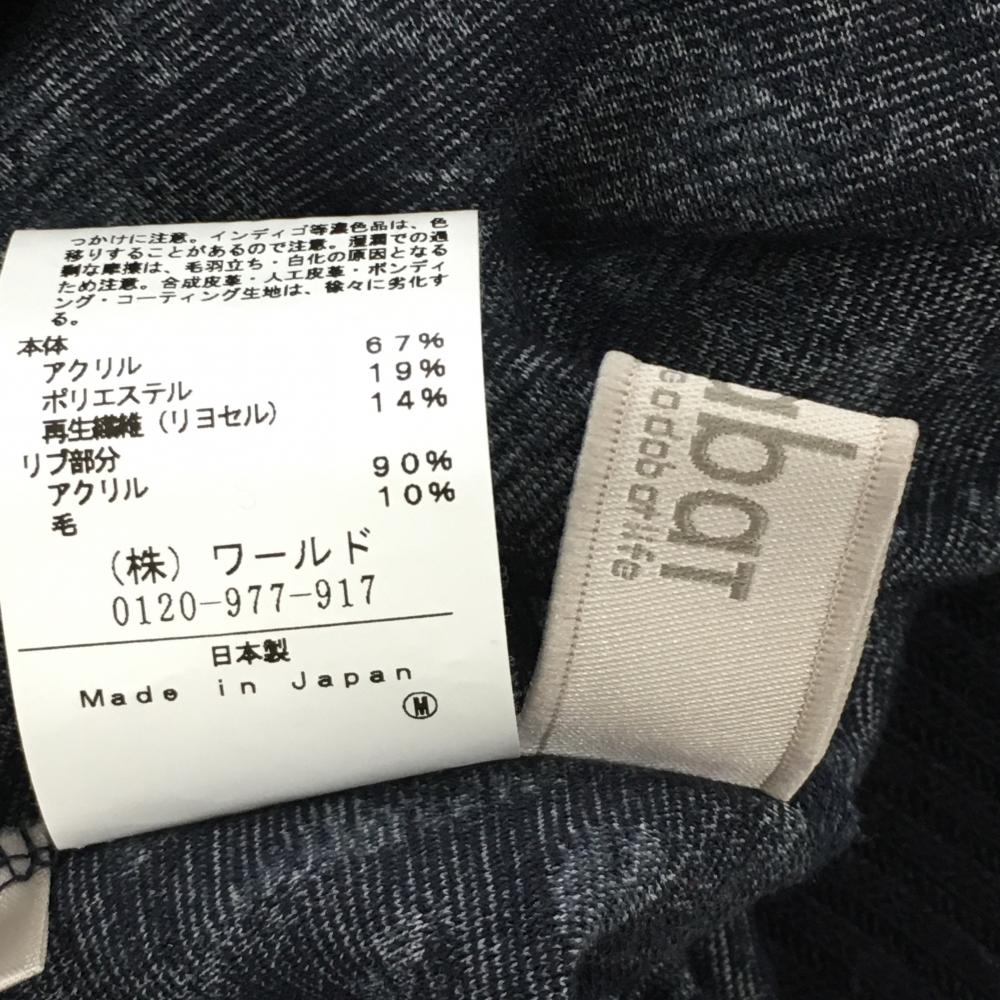 っかけに注意。インディゴ等濃色品は、色
移りすることがあるので注意。湿潤での過
剰な摩擦は、毛羽立ち・白化の原因となる
ため注意。合成皮革・人工皮革・ボンディ
ング・コーティング生地は、徐々に劣化す
る。
本体
アクリル 67%
ポリエステル 19%
再生繊維（リヨセル） 14%
リブ部分
アクリル 90%
毛 10%
（株）ワールド
0120-977-917
日本製
Made in Japan
M
baT